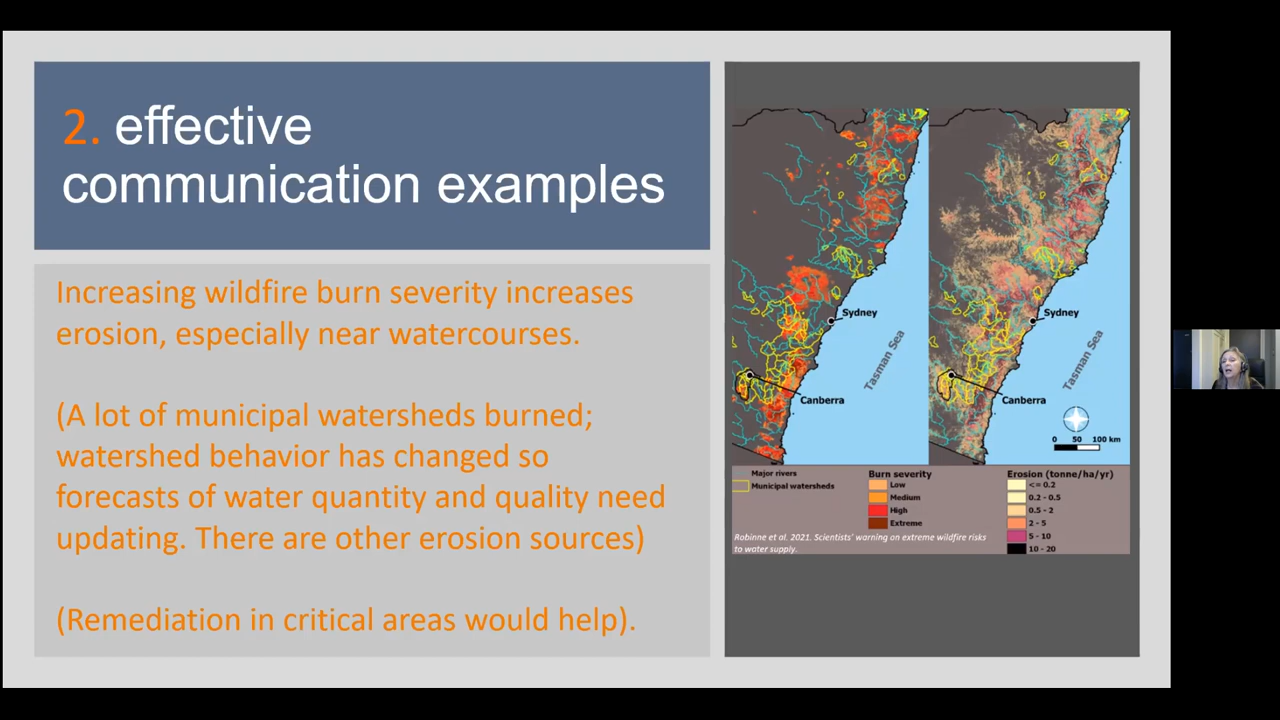 2. effective
communication examples
Increasing wildfire burn severity increases
erosion, especially near watercourses.
(A lot of municipal watersheds burned;
watershed behavior has changed so
forecasts of water quantity and quality need
updating. There are other erosion sources)
(Remediation in critical areas would help).
Sydney
Tasman Sea
Canberra
Sydney
Tasman Sea
Canberra
0 50 100 km
Major rivers
Municipal watersheds
Burn severity
Low
Medium
High
Extreme
Erosion (tonne/ha/yr)
<= 0.2
0.2 - 0.5
0.5 - 2
2 - 5
5 - 10
10 - 20
Robinne et al. 2021. Scientists' warning on extreme wildfire risks
to water supply.